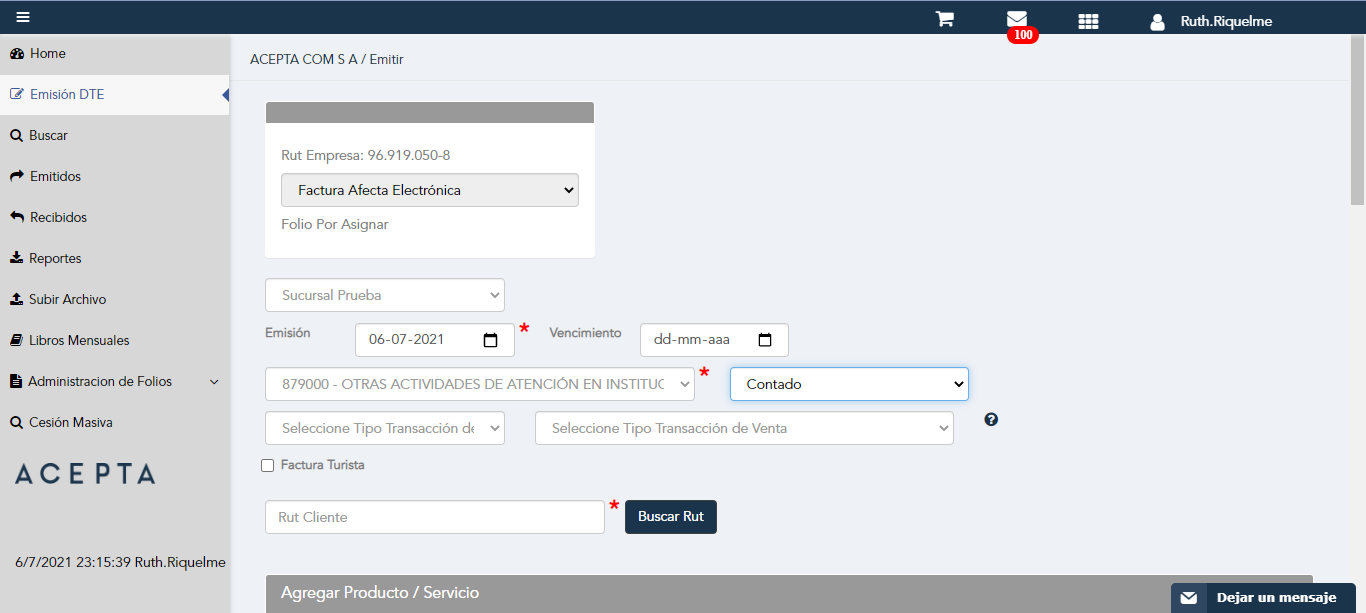 100
Ruth.Riquelme
Home
Emisión DTE
Buscar
Emitidos
Recibidos
Reportes
Subir Archivo
Libros Mensuales
Administracion de Folios
Cesión Masiva
ACEPTA
6/7/2021 23:15:39 Ruth.Riquelme
ACEPTA COM S A / Emitir
Rut Empresa: 96.919.050-8
Factura Afecta Electrónica
Folio Por Asignar
Sucursal Prueba
Emisión 06-07-2021 * Vencimiento dd-mm-aaa
879000 - OTRAS ACTIVIDADES DE ATENCIÓN EN INSTITUC * Contado
Seleccione Tipo Transacción de Seleccione Tipo Transacción de Venta ?
Factura Turista
Rut Cliente * Buscar Rut
Agregar Producto / Servicio
Dejar un mensaje